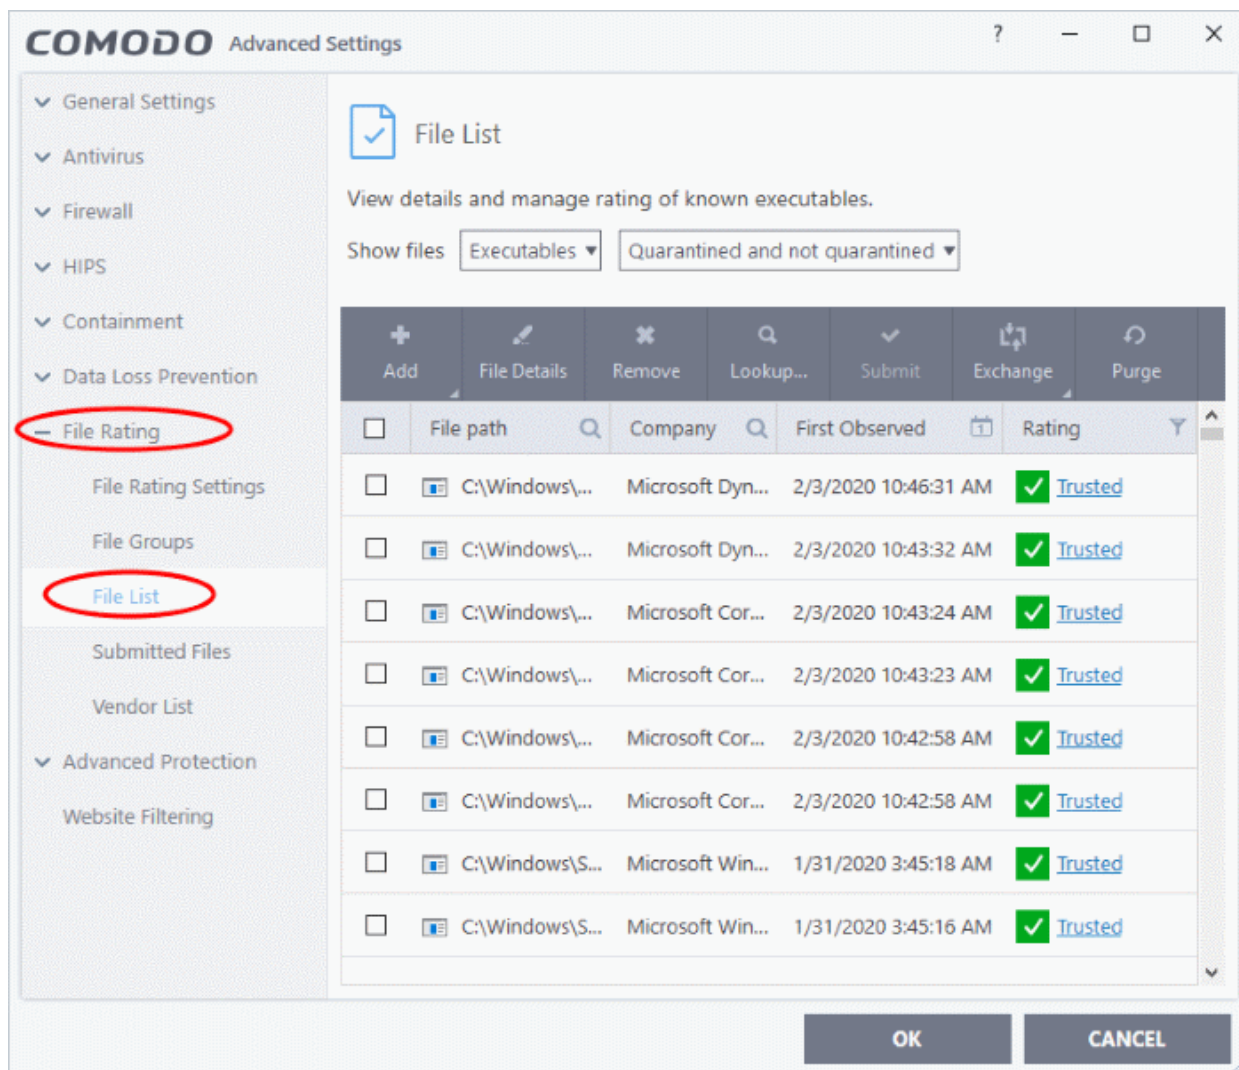 COMODO Advanced Settings ?
General Settings
Antivirus
Firewall
HIPS
Containment
Data Loss Prevention
File Rating
File Rating Settings
File Groups
File List
Submitted Files
Vendor List
Advanced Protection
Website Filtering
File List
View details and manage rating of known executables.
Show files Executables Quarantined and not quarantined
Add File Details Remove Lookup... Submit Exchange Purge
File path Company First Observed 1 Rating
C:\Windows\... Microsoft Dyn... 2/3/2020 10:46:31 AM Trusted
C:\Windows\... Microsoft Dyn... 2/3/2020 10:43:32 AM Trusted
C:\Windows\... Microsoft Cor... 2/3/2020 10:43:24 AM Trusted
C:\Windows\... Microsoft Cor... 2/3/2020 10:43:23 AM Trusted
C:\Windows\... Microsoft Cor... 2/3/2020 10:42:58 AM Trusted
C:\Windows\... Microsoft Cor... 2/3/2020 10:42:58 AM Trusted
C:\Windows\S... Microsoft Win... 1/31/2020 3:45:18 AM Trusted
C:\Windows\S... Microsoft Win... 1/31/2020 3:45:16 AM Trusted
OK CANCEL